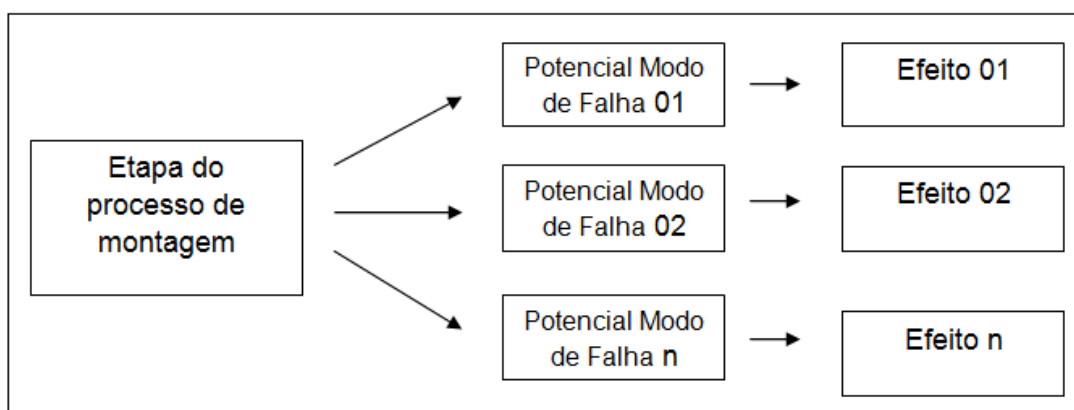 Etapa do
processo de
montagem
Potencial Modo
de Falha 01
Efeito 01
Potencial Modo
de Falha 02
Efeito 02
Potencial Modo
de Falha n
Efeito n